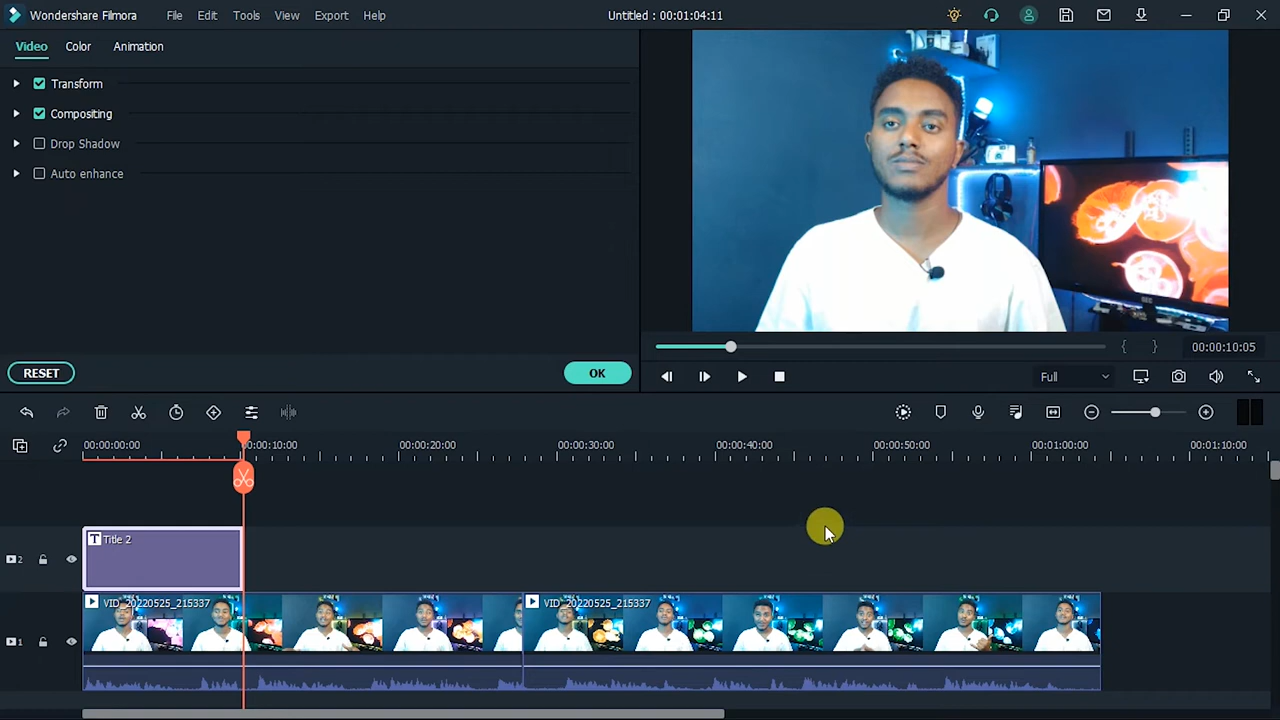 Wondershare Filmora File Edit Tools View Export Help Untitled : 00:01:04:11
Video Color Animation
Transform
Compositing
Drop Shadow
Auto enhance
RESET OK
{ } 00:00:10:05
Full
00:00:00:00 00:00:10:00 00:00:20:00 00:00:30:00 00:00:40:00 00:00:50:00 00:01:00:00 00:01:10:00
T Title 2
2
VID_20220525_215337 VID_20220525_215337
1